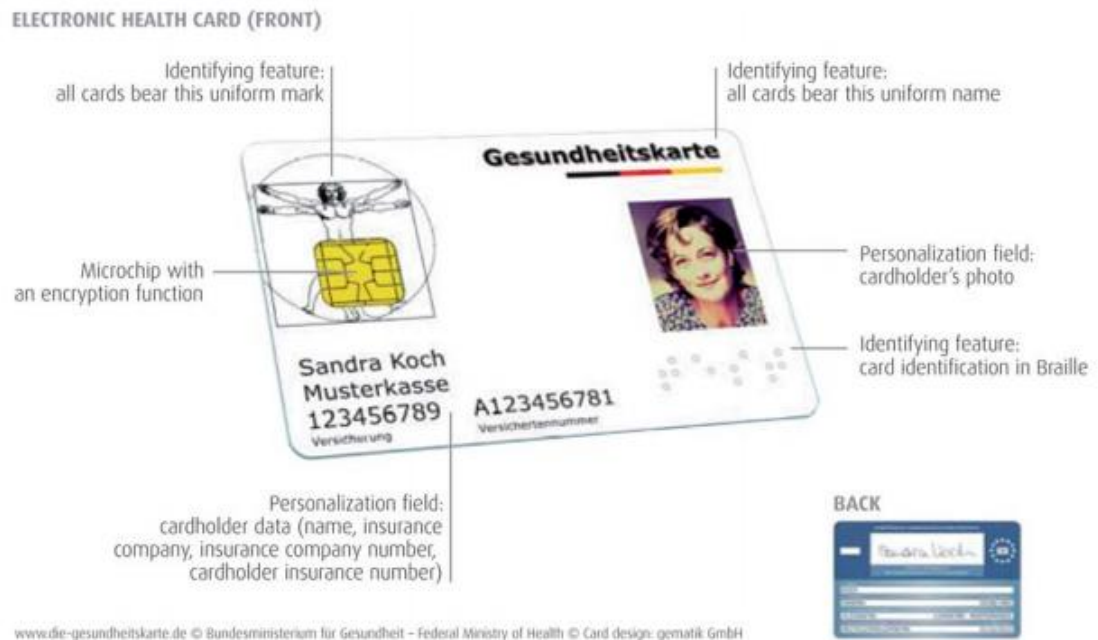 ELECTRONIC HEALTH CARD (FRONT)
Identifying feature:
all cards bear this uniform mark
Identifying feature:
all cards bear this uniform name
Gesundheitskarte
Microchip with
an encryption function
Personalization field:
cardholder's photo
Identifying feature:
card identification in Braille
Sandra Koch
Musterkasse
123456789
Versicherung
A123456781
Versichertennummer
Personalization field:
cardholder data (name, insurance
company, insurance company number,
cardholder insurance number)
BACK
www.die-gesundheitskarte.de © Bundesministerium für Gesundheit – Federal Ministry of Health © Card design: gematik GmbH